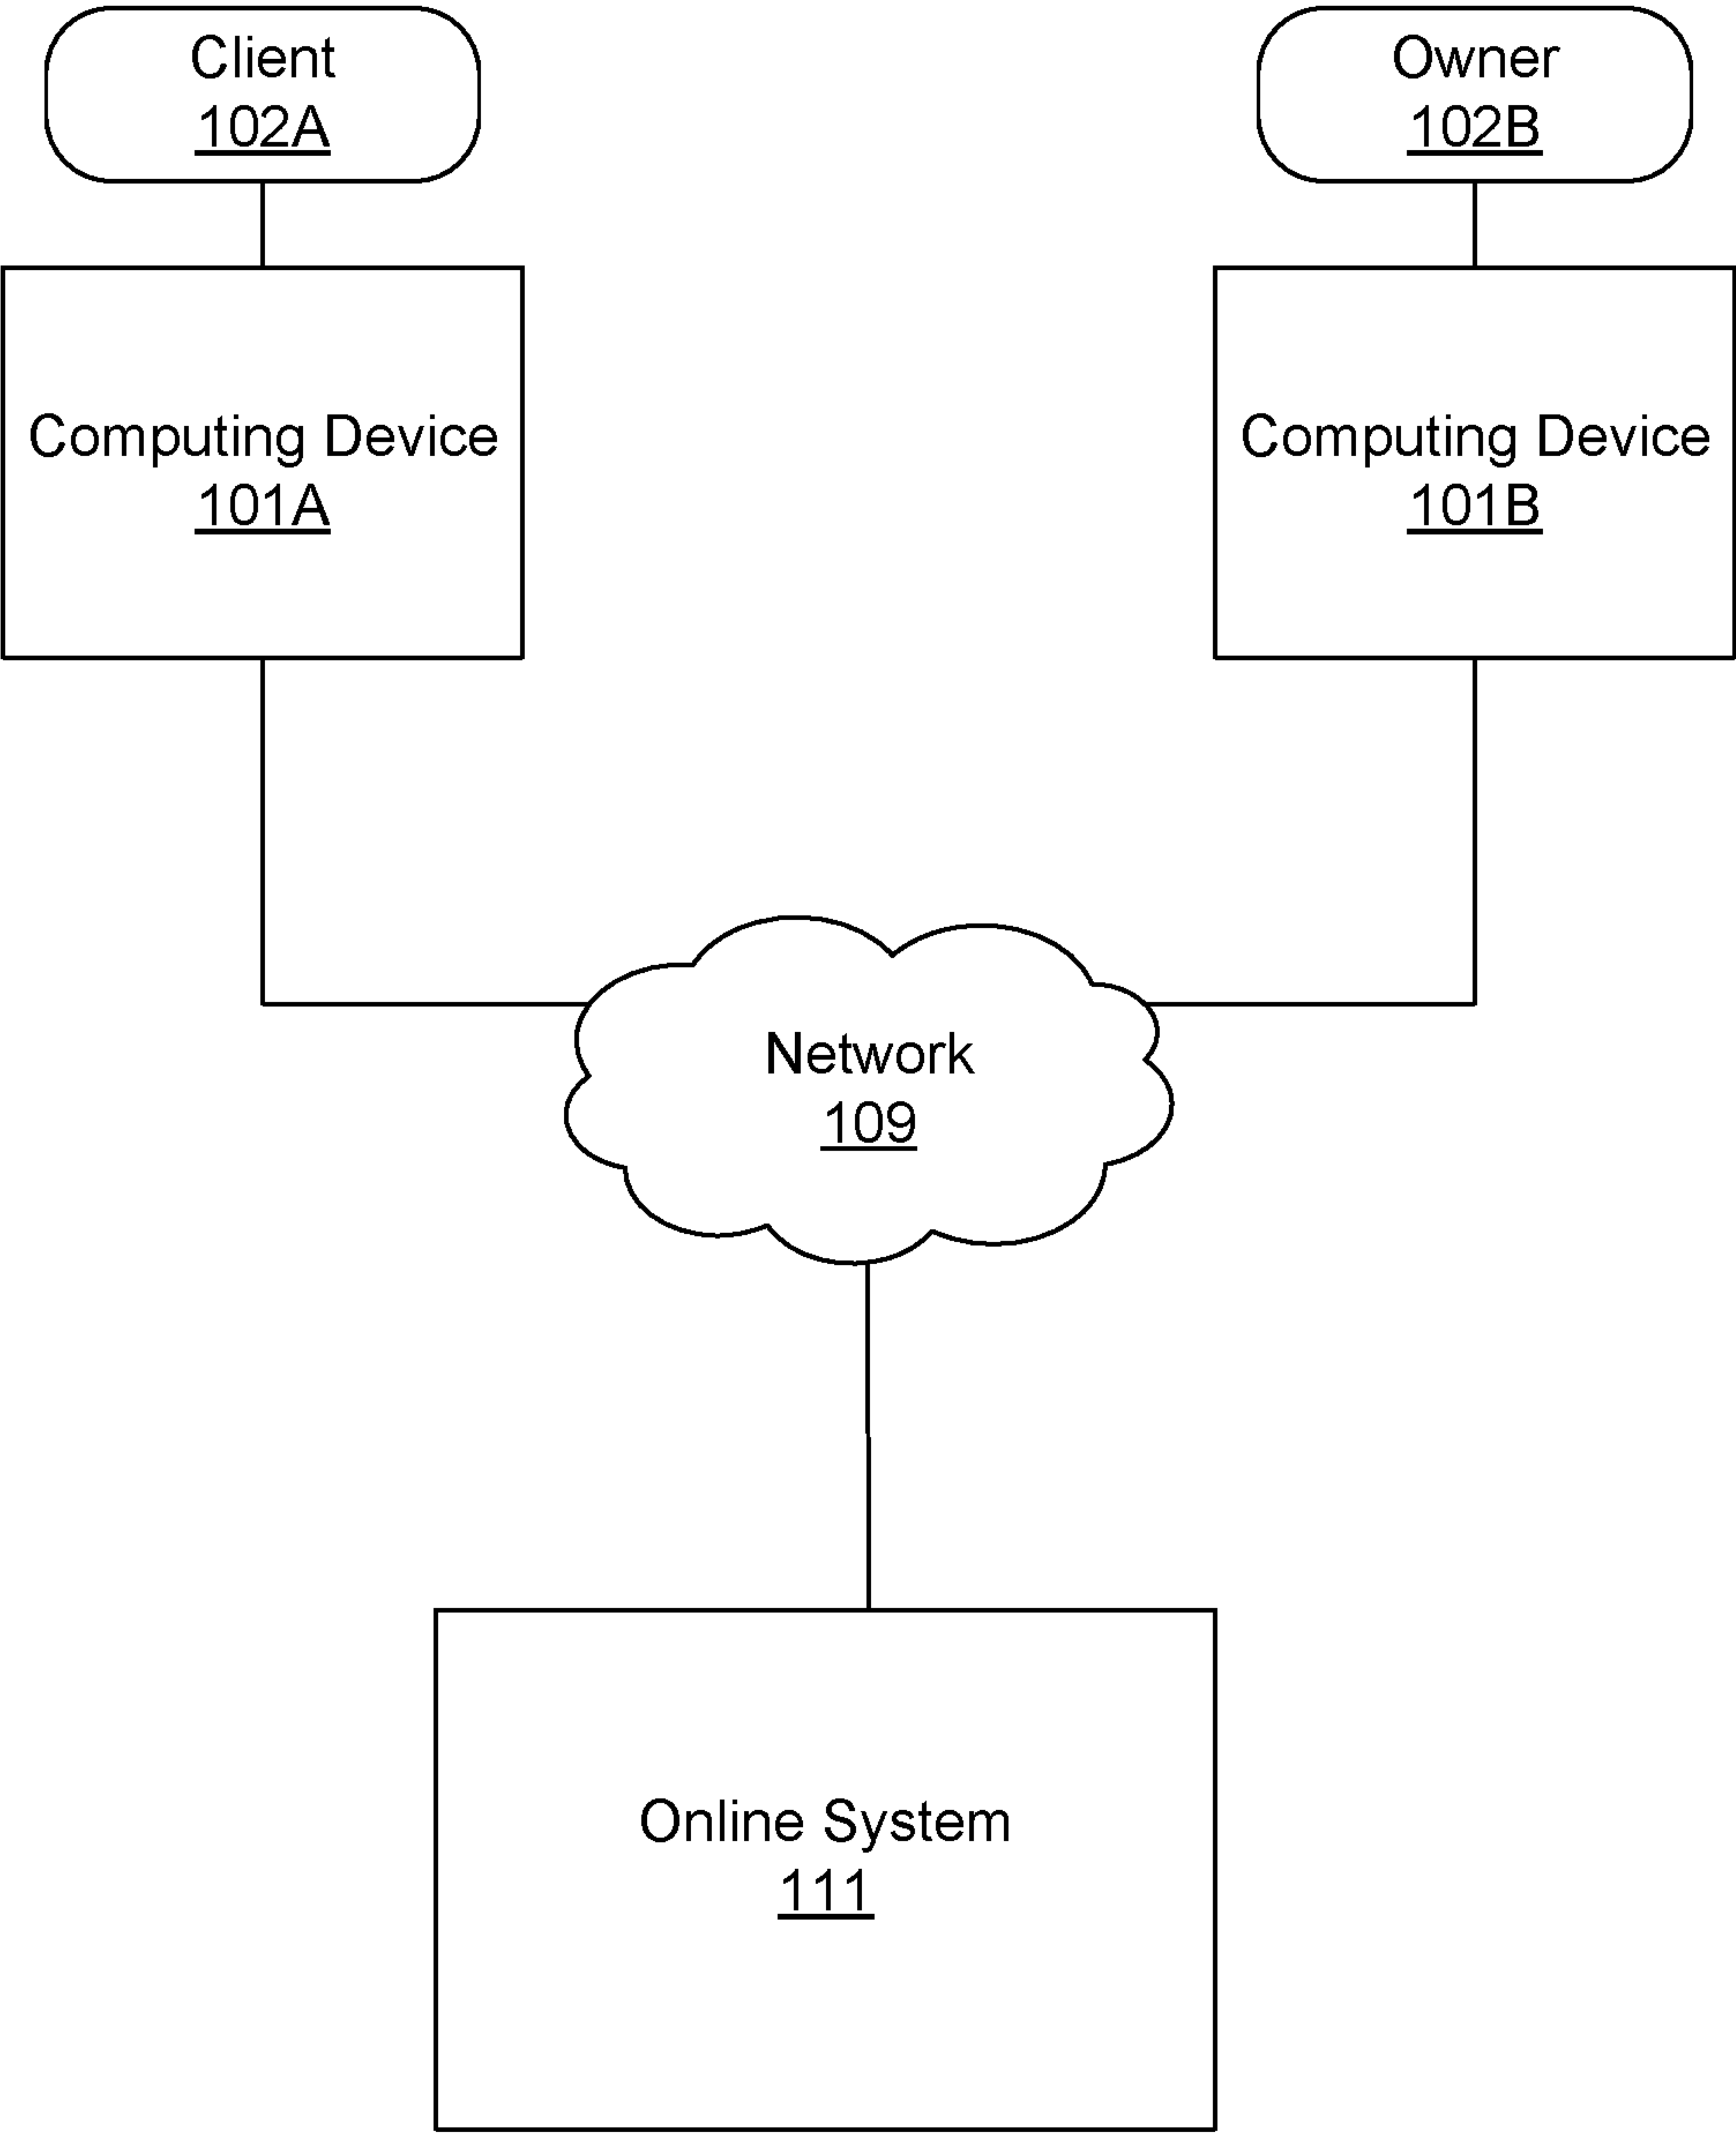 Client
102A
Owner
102B
Computing Device
101A
Computing Device
101B
Network
109
Online System
111